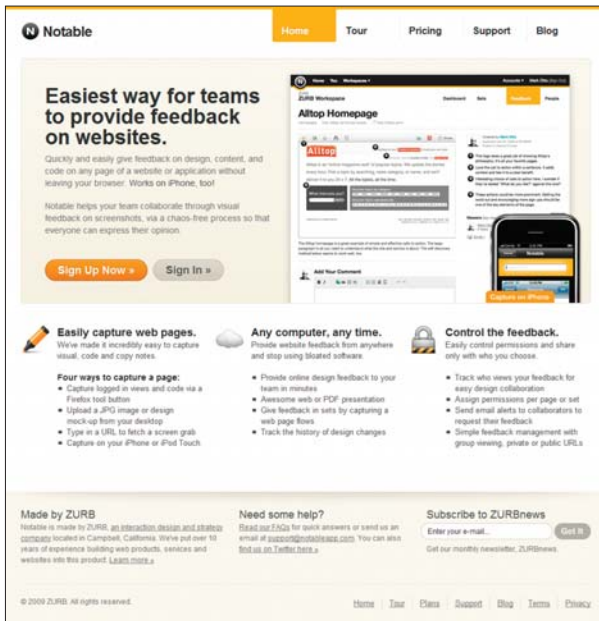 N Notable
Home Tour Pricing Support Blog
Easiest way for teams
to provide feedback
on websites.
Quickly and easily give feedback on design, content, and
code on any page of a website or application without
leaving your browser. Works on iPhone, too!
Notable helps your team collaborate through visual
feedback on screenshots, via a chaos-free process so that
everyone can express their opinion.
Sign Up Now »
Sign In »
N Home You Workspaces
ZURB Workspace
Dashboard Sets Feedback People
Alltop Homepage
Alltop
Add Your Comment
Notable
Capture on iPhone
Easily capture web pages.
We've made it incredibly easy to capture
visual, code and copy notes.
Four ways to capture a page:
• Capture logged in views and code via a
Firefox tool button
• Upload a JPG image or design
mock-up from your desktop
• Type in a URL to fetch a screen grab
• Capture on your iPhone or iPod Touch
Any computer, any time.
Provide website feedback from anywhere
and stop using bloated software.
• Provide online design feedback to your
team in minutes
• Awesome web or PDF presentation
• Give feedback in sets by capturing a
web page flows
• Track the history of design changes
Control the feedback.
Easily control permissions and share
only with who you choose.
• Track who views your feedback for
easy design collaboration
• Assign permissions per page or set
• Send email alerts to collaborators to
request their feedback
• Simple feedback management with
group viewing, private or public URLs
Made by ZURB
Notable is made by ZURB, an interaction design and strategy
company located in Campbell, California. We've put over 10
years of experience building web products, services and
websites into this product. Learn more »
Need some help?
Read our FAQs for quick answers or send us an
email at support@notableapp.com. You can also
find us on Twitter here »
Subscribe to ZURBnews
Enter your e-mail...
Got It
Get our monthly newsletter, ZURBnews.
© 2009 ZURB. All rights reserved.
Home Tour Plans Support Blog Terms Privacy